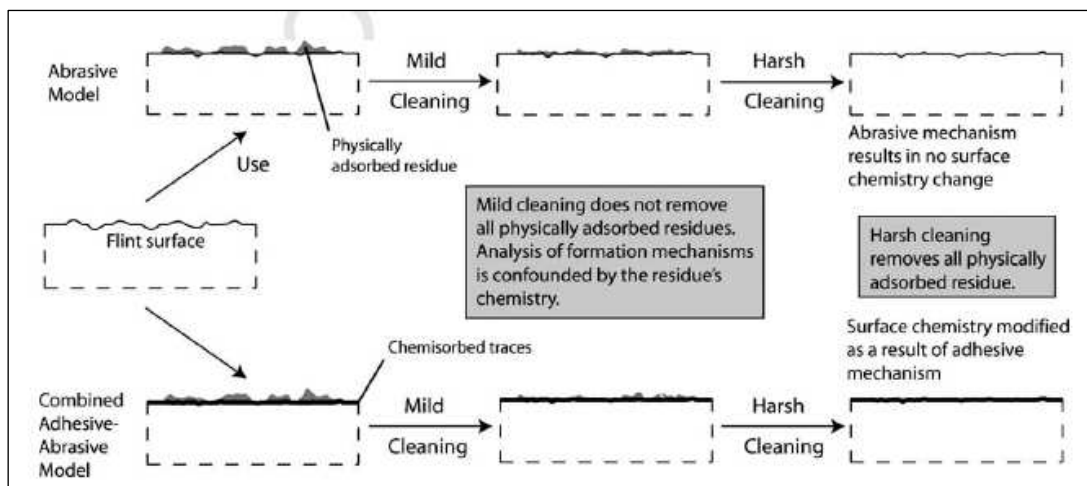 Abrasive
Model
Mild
Cleaning
Harsh
Cleaning
Use
Physically
adsorbed residue
Abrasive mechanism
results in no surface
chemistry change
Flint surface
Mild cleaning does not remove
all physically adsorbed residues.
Analysis of formation mechanisms
is confounded by the residue's
chemistry.
Harsh cleaning
removes all physically
adsorbed residue.
Chemisorbed traces
Surface chemistry modified
as a result of adhesive
mechanism
Combined
Adhesive-
Abrasive
Model
Mild
Cleaning
Harsh
Cleaning